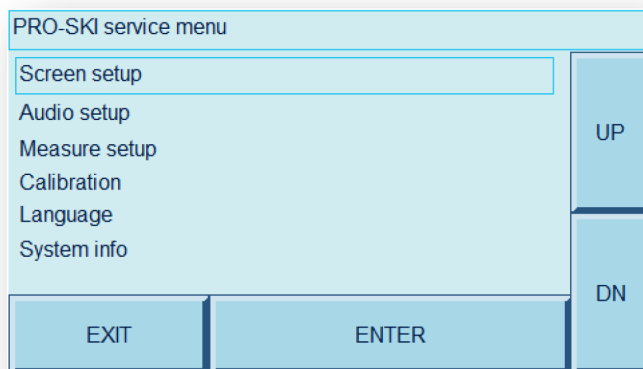 PRO-SKI service menu
Screen setup
Audio setup
Measure setup
Calibration
Language
System info
UP
DN
EXIT
ENTER